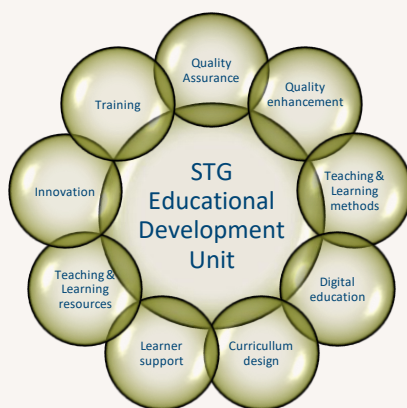 Quality
Assurance
Quality
enhancement
Teaching &
Learning
methods
Digital
education
Curricullum
design
Learner
support
Teaching &
Learning
resources
Innovation
Training
STG
Educational
Development
Unit